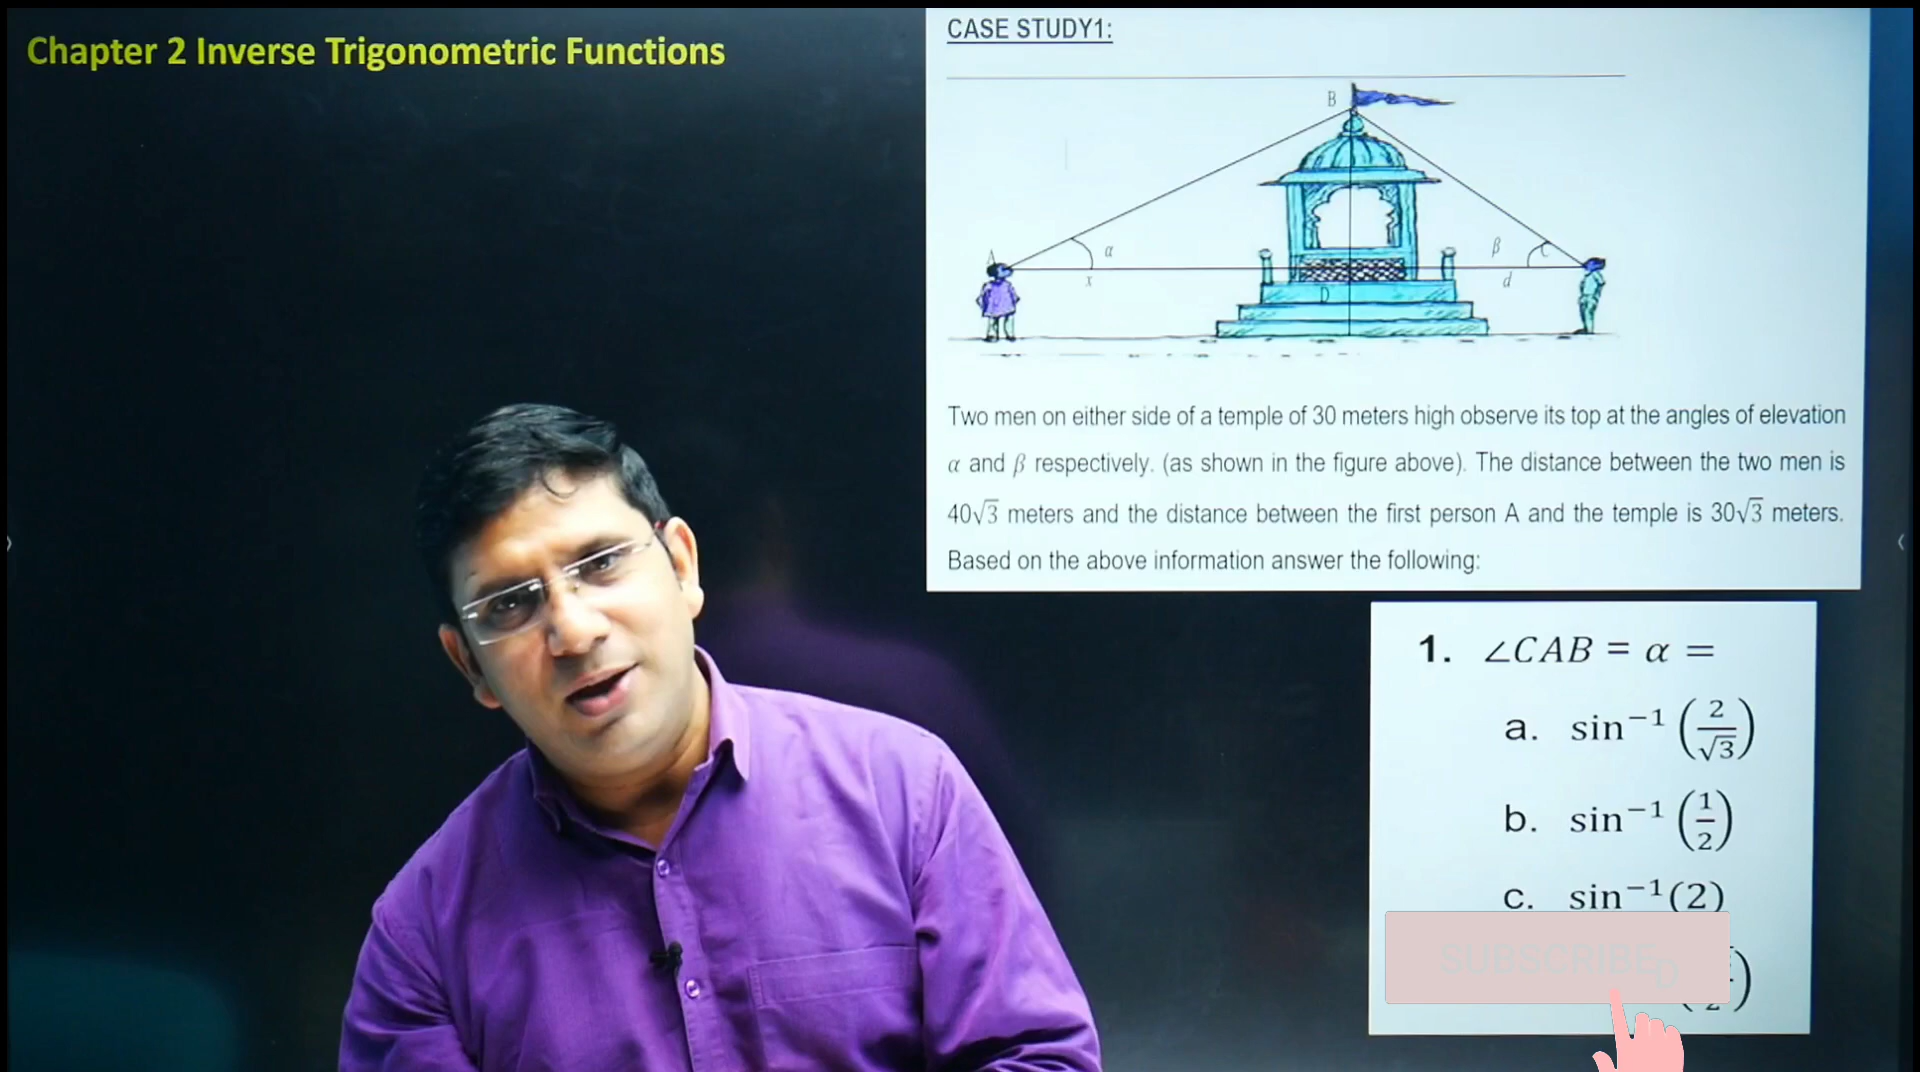 Chapter 2 Inverse Trigonometric Functions
CASE STUDY1:
B
A
α
x
D
β
C
d
Two men on either side of a temple of 30 meters high observe its top at the angles of elevation
α and β respectively. (as shown in the figure above). The distance between the two men is
40√3 meters and the distance between the first person A and the temple is 30√3 meters.
Based on the above information answer the following:
1. ∠CAB = α =
a. sin⁻¹ (2/√3)
b. sin⁻¹ (1/2)
c. sin⁻¹(2)
SUBSCRIBED